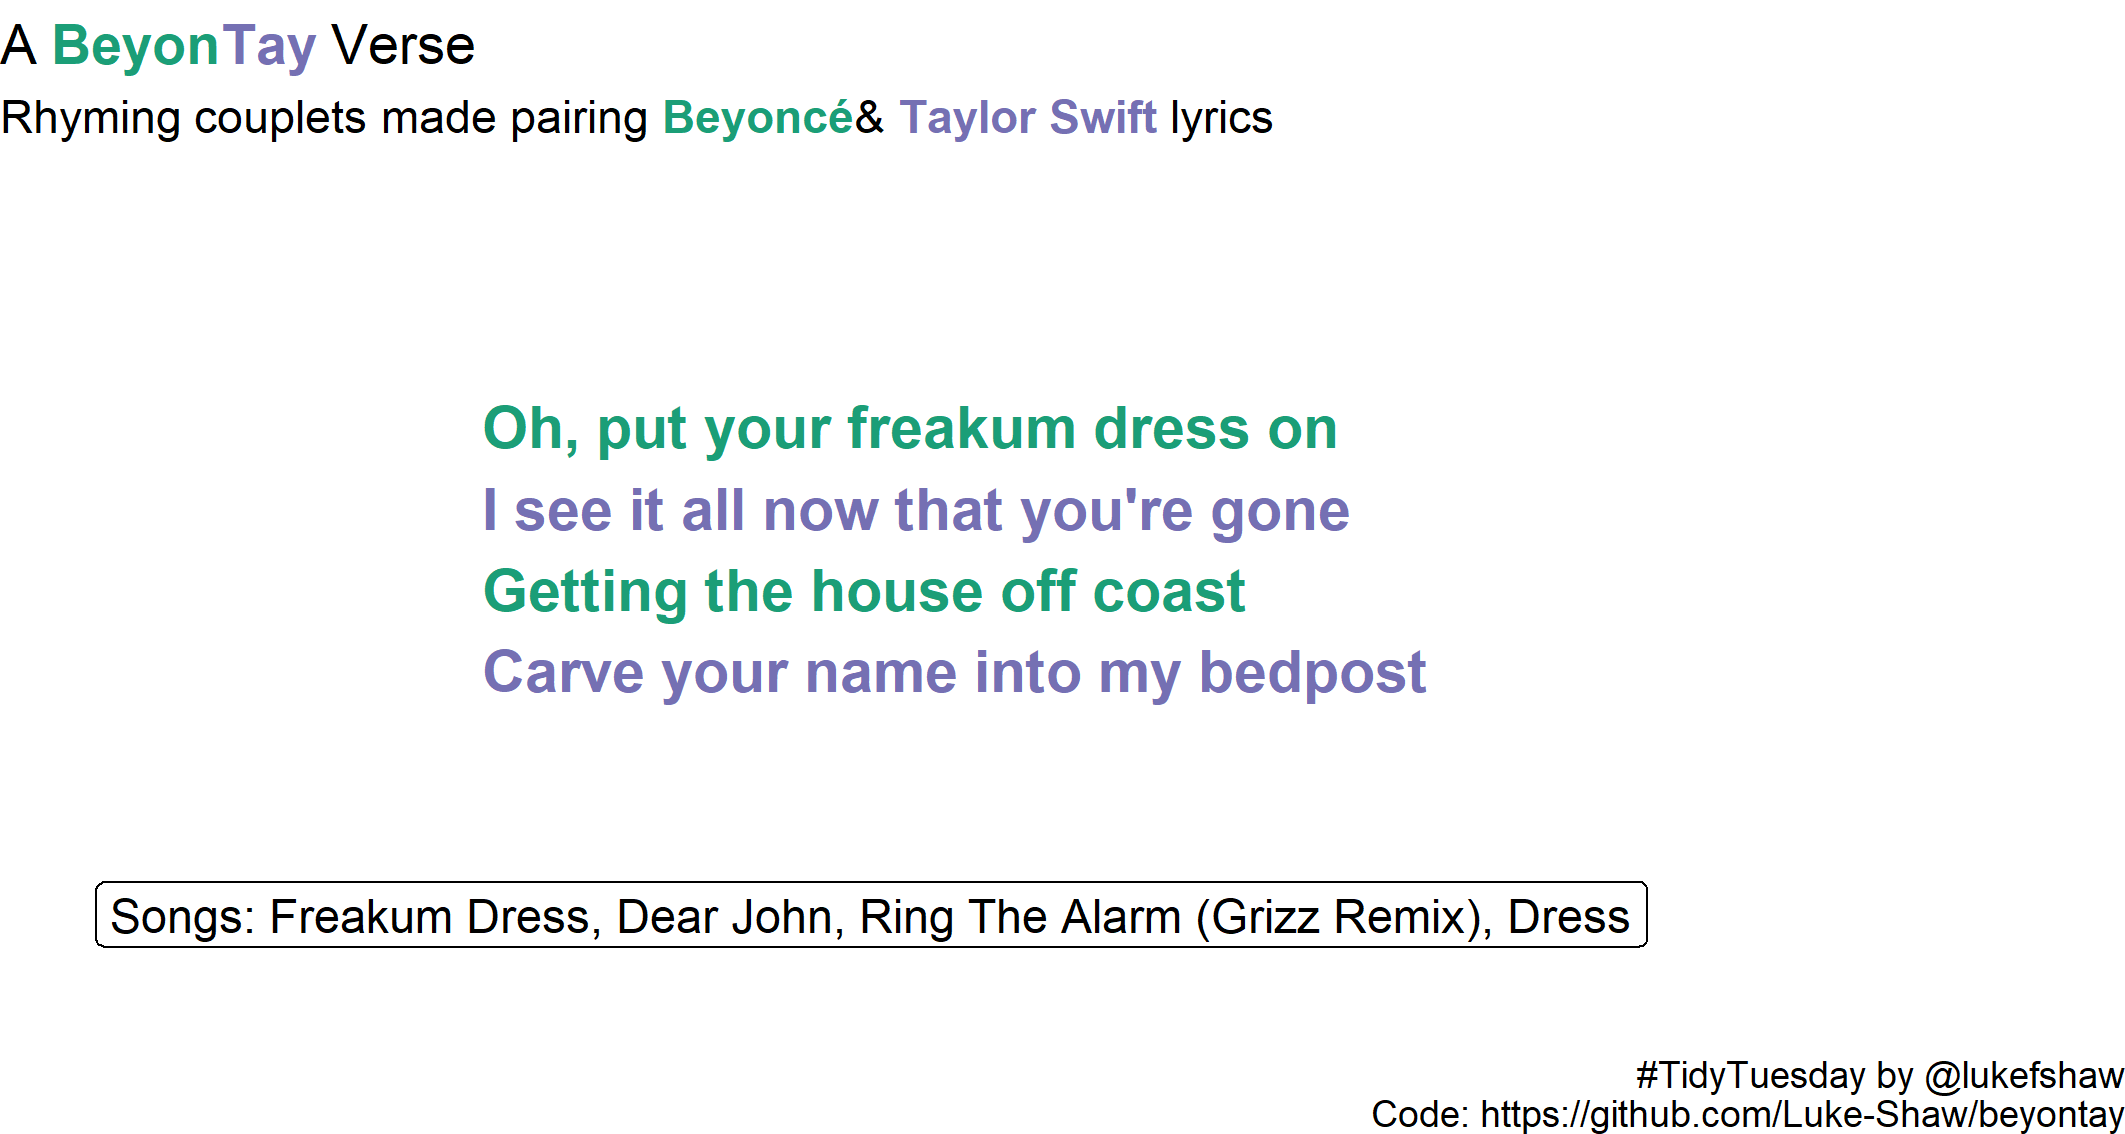 A BeyonTay Verse
Rhyming couplets made pairing Beyoncé& Taylor Swift lyrics
Oh, put your freakum dress on
I see it all now that you're gone
Getting the house off coast
Carve your name into my bedpost
Songs: Freakum Dress, Dear John, Ring The Alarm (Grizz Remix), Dress
#TidyTuesday by @lukefshaw
Code: https://github.com/Luke-Shaw/beyontay